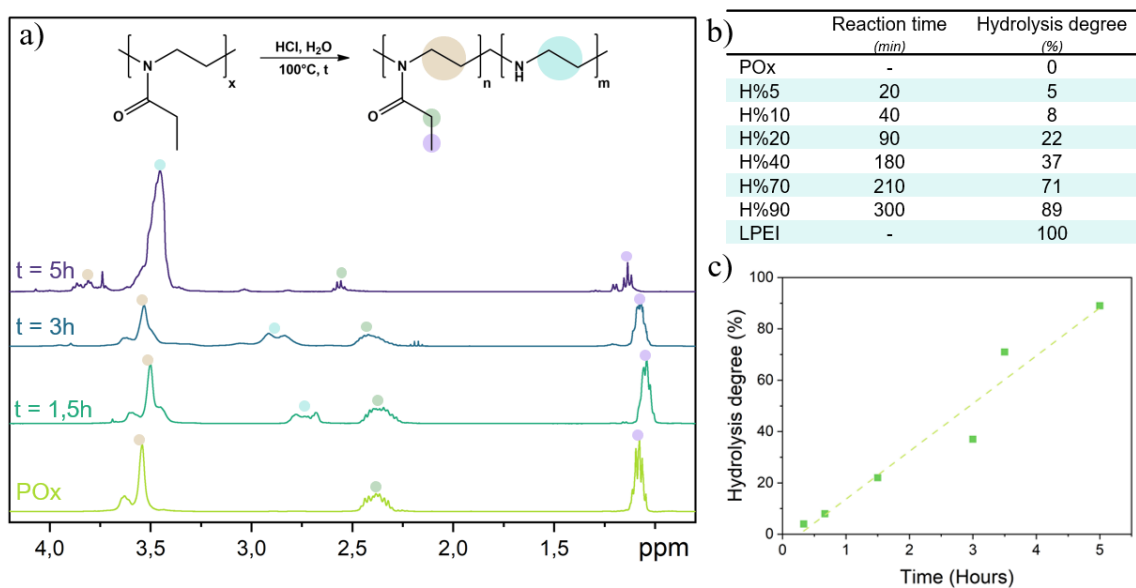 a)
HCl, H₂O
100°C, t
N
O
x
N
O
n
N
H
m
t = 5h
t = 3h
t = 1,5h
POx
4,0 3,5 3,0 2,5 2,0 1,5 ppm
b)
Reaction time Hydrolysis degree
(min) (%)
POx - 0
H%5 20 5
H%10 40 8
H%20 90 22
H%40 180 37
H%70 210 71
H%90 300 89
LPEI - 100
c)
Hydrolysis degree (%)
100
80
60
40
20
0
0 1 2 3 4 5
Time (Hours)